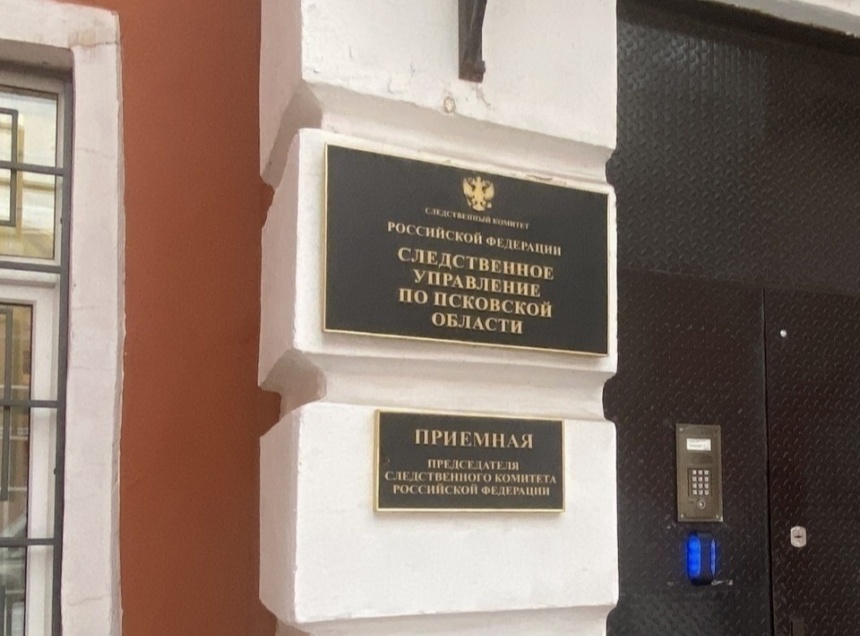 СЛЕДСТВЕННЫЙ КОМИТЕТ
РОССИЙСКОЙ ФЕДЕРАЦИИ
СЛЕДСТВЕННОЕ
УПРАВЛЕНИЕ
ПО ПСКОВСКОЙ
ОБЛАСТИ
ПРИЕМНАЯ
ПРЕДСЕДАТЕЛЯ
СЛЕДСТВЕННОГО КОМИТЕТА
РОССИЙСКОЙ ФЕДЕРАЦИИ